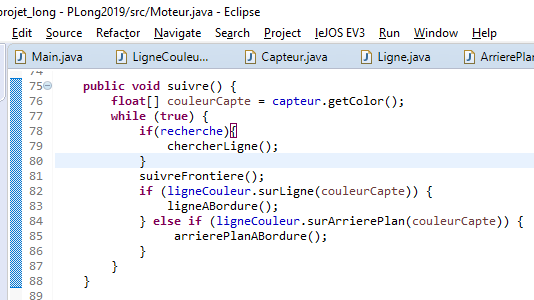 projet_long - PLong2019/src/Moteur.java - Eclipse
Edit Source Refactor Navigate Search Project leJOS EV3 Run Window
Main.java LigneCouleu... Capteur.java Ligne.java ArrierePlan
74
75 public void suivre() {
76 float[] couleurCapte = capteur.getColor();
77 while (true) {
78 if(recherche){
79 chercherLigne();
80 }
81 suivreFrontiere();
82 if (ligneCouleur.surLigne(couleurCapte)) {
83 ligneABordure();
84 } else if (ligneCouleur.surArrierePlan(couleurCapte)) {
85 arrierePlanABordure();
86 }
87 }
88 }
89